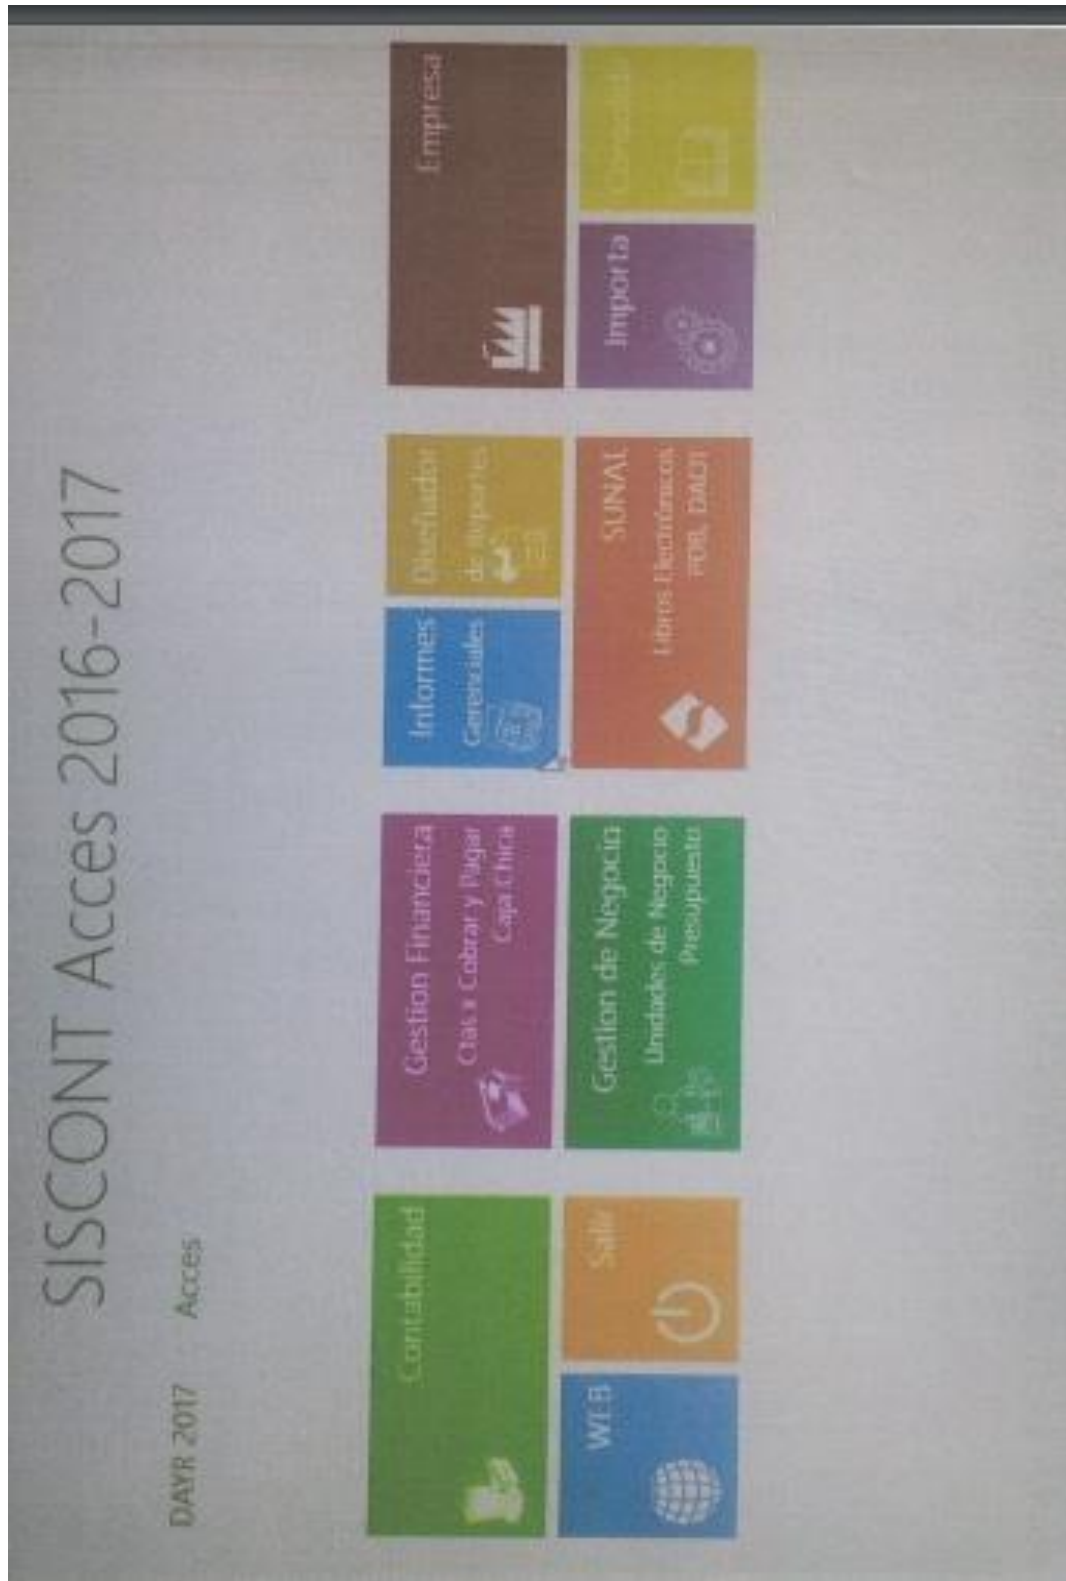 SISCONT Acces 2016-2017
DAYR 2017 Acces
Contabilidad
WEB
Salir
Gestion Financiera
Ctas x Cobrar y Pagar
Caja Chica
Gestion de Negocio
Unidades de Negocio
Presupuesto
Informes
Gerenciales
Diseñador
de Reportes
SUNAT
Libros Electrónicos
PDB, DAOT
Empresa
Importa